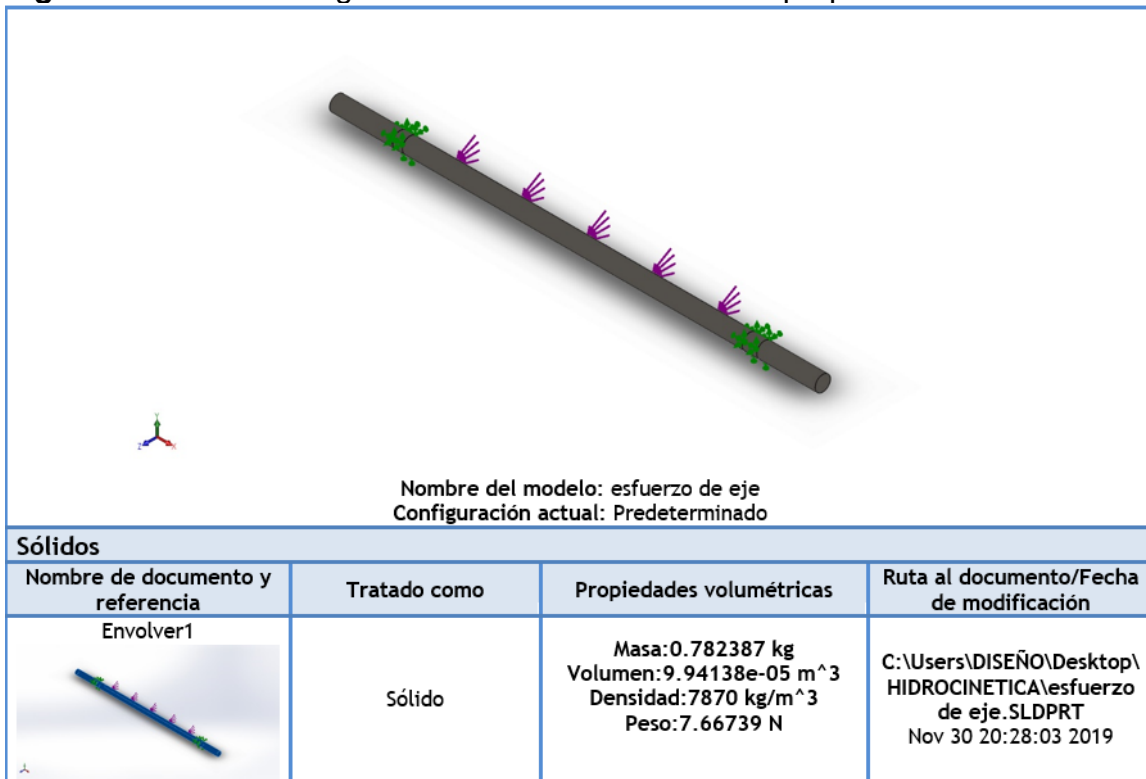 Nombre del modelo: esfuerzo de eje
Configuración actual: Predeterminado
Sólidos
Nombre de documento y referencia
Tratado como
Propiedades volumétricas
Ruta al documento/Fecha de modificación
Envolver1
Sólido
Masa:0.782387 kg
Volumen:9.94138e-05 m^3
Densidad:7870 kg/m^3
Peso:7.66739 N
C:\Users\DISEÑO\Desktop\
HIDROCINETICA\esfuerzo
de eje.SLDPRT
Nov 30 20:28:03 2019